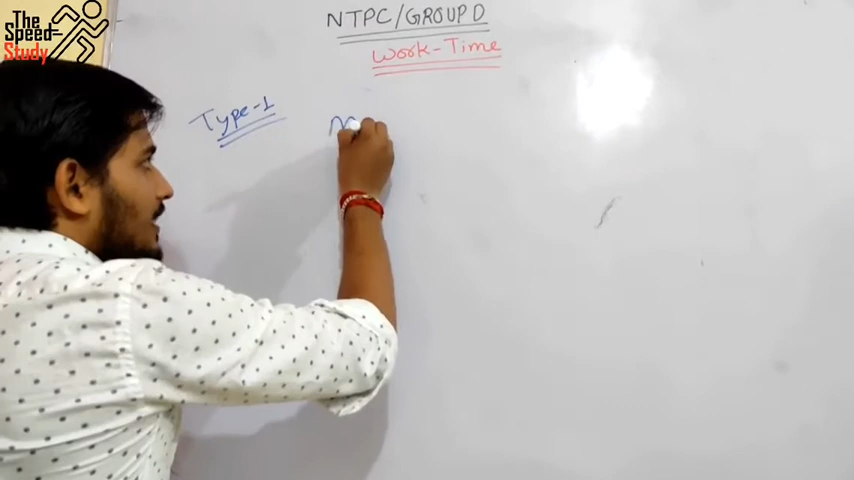 The
Speed
Study
NTPC/GROUP D
Work-Time
Type-1